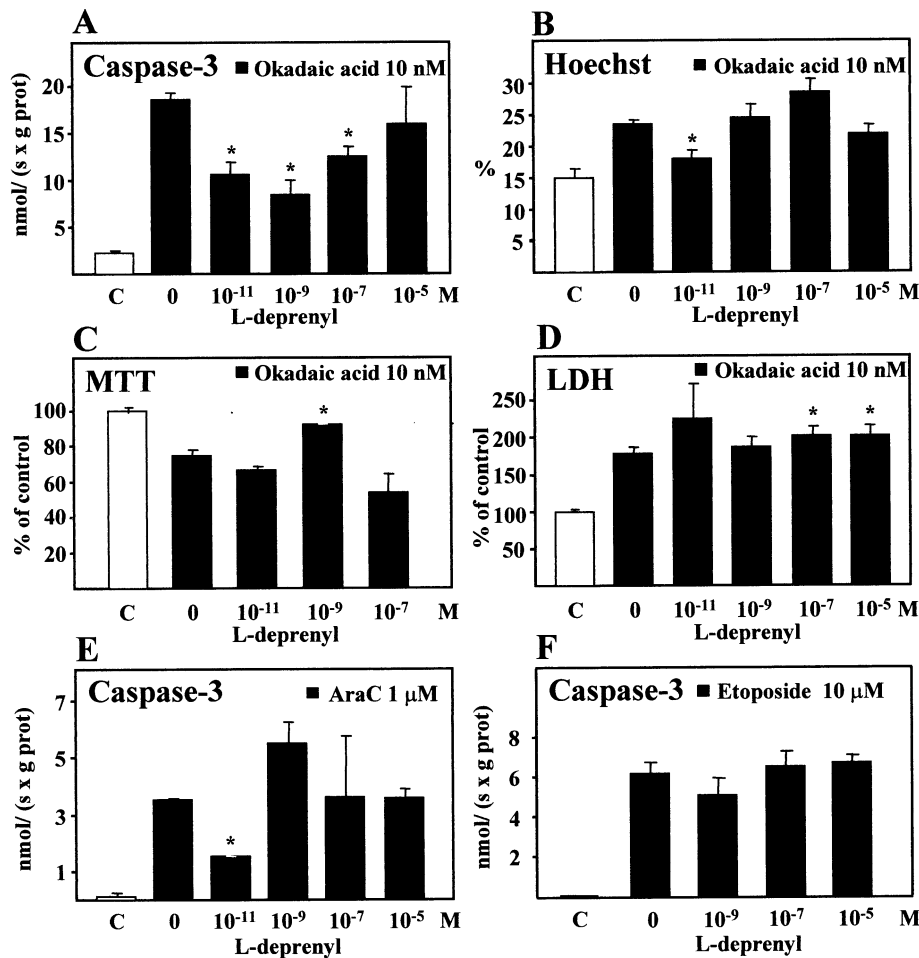 A
Caspase-3
■ Okadaic acid 10 nM
nmol/ (s x g prot)
20
15
10
5
* * *
C 0 10⁻¹¹ 10⁻⁹ 10⁻⁷ 10⁻⁵ M
L-deprenyl
B
Hoechst
■ Okadaic acid 10 nM
%
30
25
20
15
10
5
*
C 0 10⁻¹¹ 10⁻⁹ 10⁻⁷ 10⁻⁵ M
L-deprenyl
C
MTT
■ Okadaic acid 10 nM
% of control
100
80
60
40
20
*
C 0 10⁻¹¹ 10⁻⁹ 10⁻⁷ M
L-deprenyl
D
LDH
■ Okadaic acid 10 nM
% of control
250
200
150
100
50
* *
C 0 10⁻¹¹ 10⁻⁹ 10⁻⁷ 10⁻⁵ M
L-deprenyl
E
Caspase-3
■ AraC 1 μM
nmol/ (s x g prot)
7
5
3
1
*
C 0 10⁻¹¹ 10⁻⁹ 10⁻⁷ 10⁻⁵ M
L-deprenyl
F
Caspase-3
■ Etoposide 10 μM
nmol/ (s x g prot)
8
6
4
2
C 0 10⁻⁹ 10⁻⁷ 10⁻⁵ M
L-deprenyl